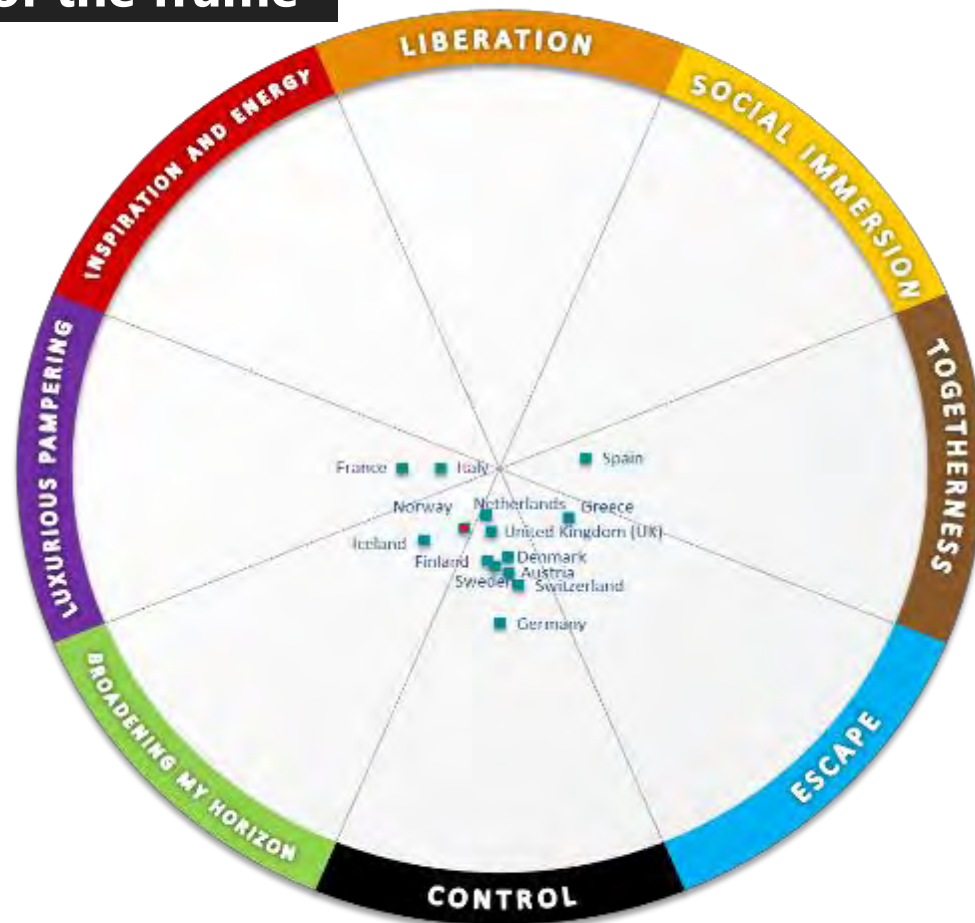 of the frame
LIBERATION
INSPIRATION AND ENERGY
SOCIAL IMMERSION
LUXURIOUS PAMPERING
TOGETHERNESS
Spain
France
Italy
Norway
Netherlands
Greece
United Kingdom (UK)
Iceland
Finland
Denmark
Austria
Sweden
Switzerland
Germany
BROADENING MY HORIZON
ESCAPE
CONTROL